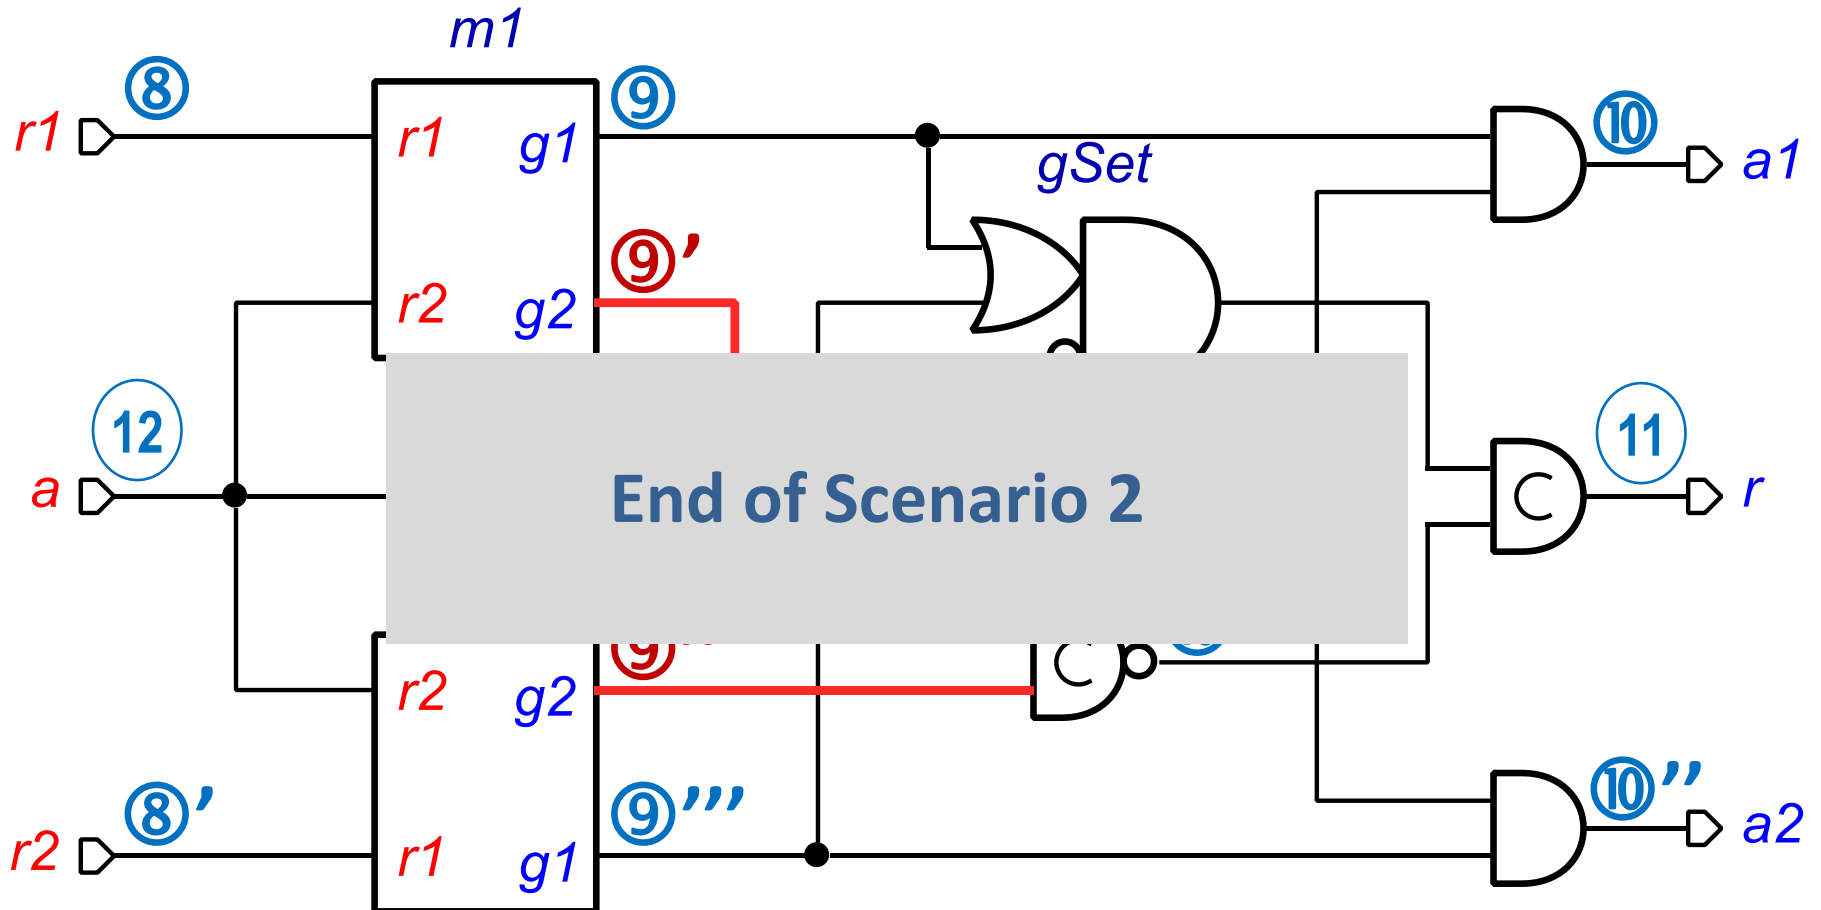 m1
⑧
⑨
r1
r1
g1
gSet
⑩
a1
⑨’
r2
g2
12
a
End of Scenario 2
11
C
r
⑨
C
r2
g2
⑧’
⑨’’’
⑩’’
r2
r1
g1
a2